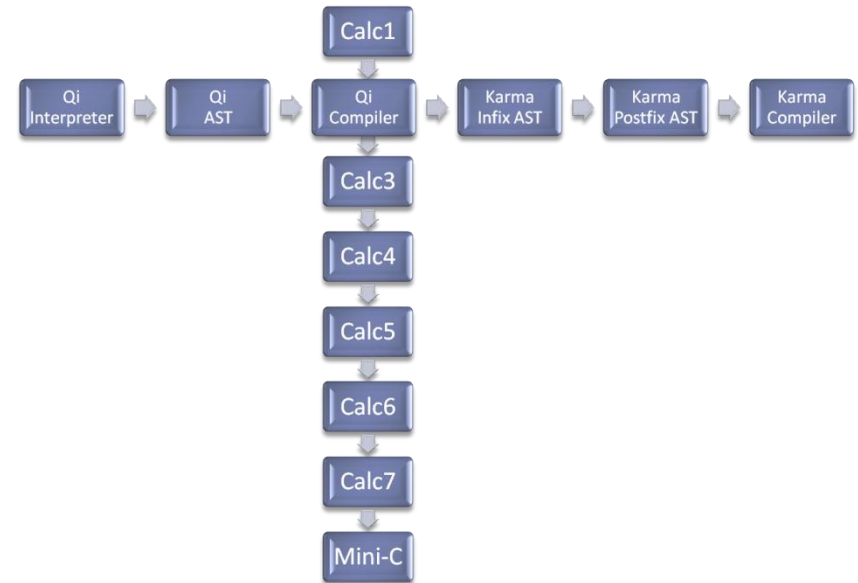 Calc1
Qi
Interpreter
Qi
AST
Qi
Compiler
Karma
Infix AST
Karma
Postfix AST
Karma
Compiler
Calc3
Calc4
Calc5
Calc6
Calc7
Mini-C